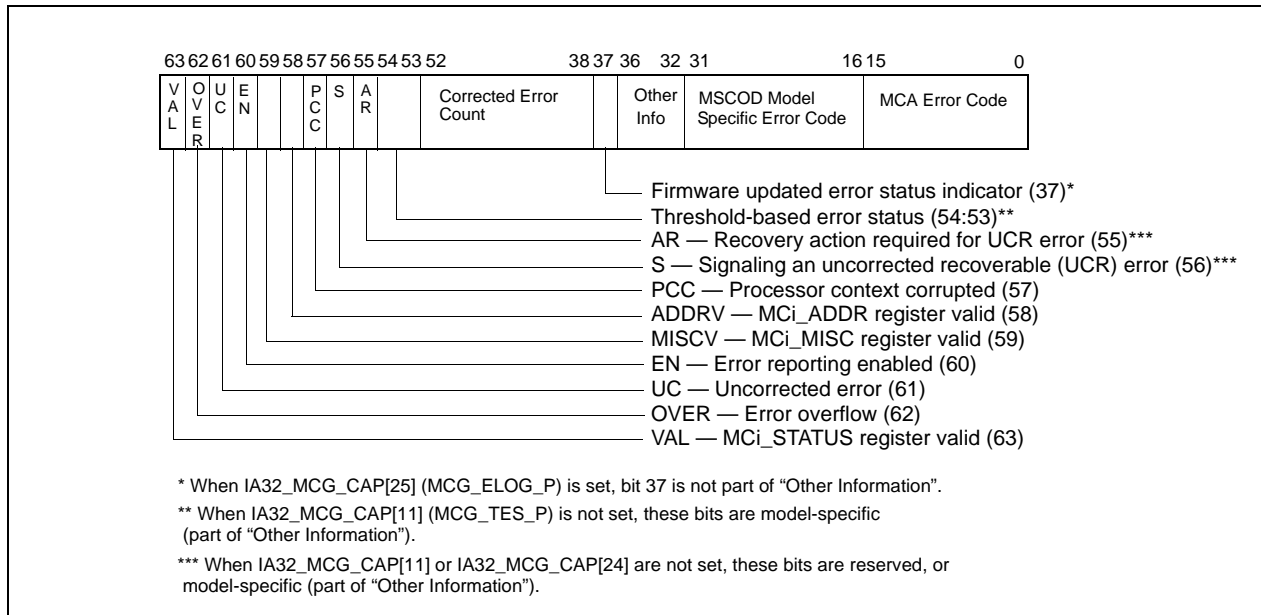 63 62 61 60 59 58 57 56 55 54 53 52 38 37 36 32 31 16 15 0
VAL
OVER
UC
EN
PCC
S
AR
Corrected Error
Count
Other
Info
MSCOD Model
Specific Error Code
MCA Error Code
Firmware updated error status indicator (37)*
Threshold-based error status (54:53)**
AR — Recovery action required for UCR error (55)***
S — Signaling an uncorrected recoverable (UCR) error (56)***
PCC — Processor context corrupted (57)
ADDRV — MCi_ADDR register valid (58)
MISCV — MCi_MISC register valid (59)
EN — Error reporting enabled (60)
UC — Uncorrected error (61)
OVER — Error overflow (62)
VAL — MCi_STATUS register valid (63)
* When IA32_MCG_CAP[25] (MCG_ELOG_P) is set, bit 37 is not part of “Other Information”.
** When IA32_MCG_CAP[11] (MCG_TES_P) is not set, these bits are model-specific
(part of “Other Information”).
*** When IA32_MCG_CAP[11] or IA32_MCG_CAP[24] are not set, these bits are reserved, or
model-specific (part of “Other Information”).